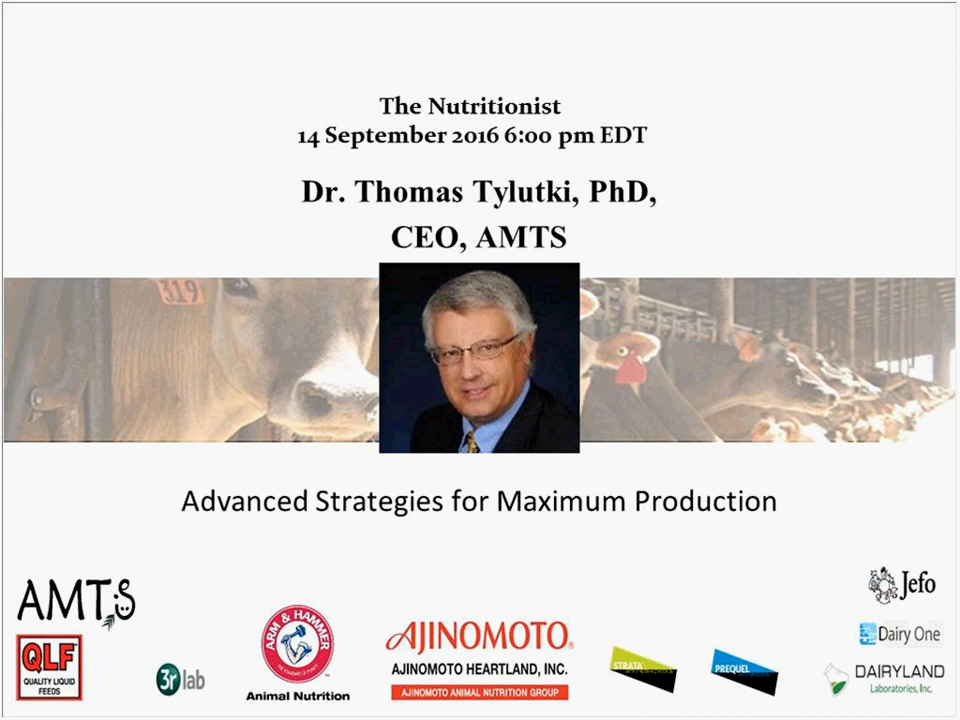 The Nutritionist
14 September 2016 6:00 pm EDT
Dr. Thomas Tylutki, PhD,
CEO, AMTS
319
Advanced Strategies for Maximum Production
AMTS
QLF
QUALITY LIQUID
FEEDS
3r lab
ARM & HAMMER
Animal Nutrition
AJINOMOTO®
AJINOMOTO HEARTLAND, INC.
AJINOMOTO ANIMAL NUTRITION GROUP
STRATA
PREQUEL
Jefo
Dairy One
DAIRYLAND
Laboratories, Inc.